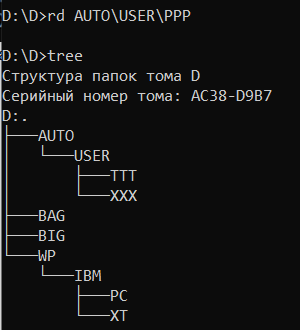 D:\D>rd AUTO\USER\PPP
D:\D>tree
Структура папок тома D
Серийный номер тома: AC38-D9B7
D:.
├───AUTO
│   └───USER
│       ├───TTT
│       └───XXX
├───BAG
├───BIG
└───WP
    └───IBM
        ├───PC
        └───XT